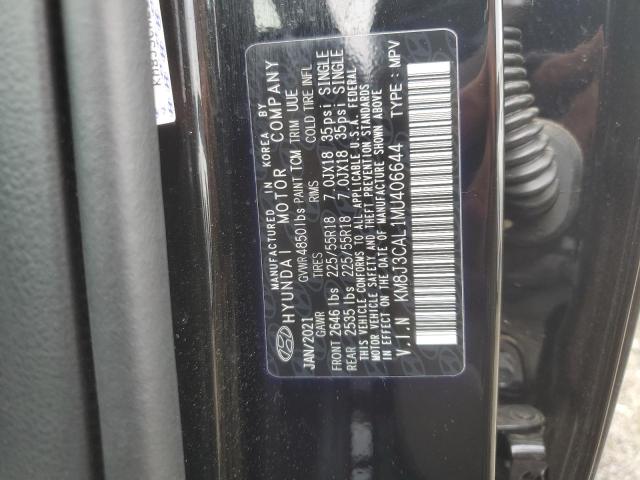 MANUFACTURED IN KOREA BY
HYUNDAI MOTOR COMPANY
JAN/2021 GVWR 4850lbs PAINT TCM TRIM UUE
GAWR TIRES RIMS COLD TIRE INFL
FRONT 2646 lbs 225/55R18 7.0JX18 35psi SINGLE
REAR 2535 lbs 225/55R18 7.0JX18 35psi SINGLE
THIS VEHICLE CONFORMS TO ALL APPLICABLE U.S.A. FEDERAL
MOTOR VEHICLE SAFETY AND THEFT PREVENTION STANDARDS
IN EFFECT ON THE DATE OF MANUFACTURE SHOWN ABOVE
V.I.N KM8J3CAL1MU406644 TYPE : MPV